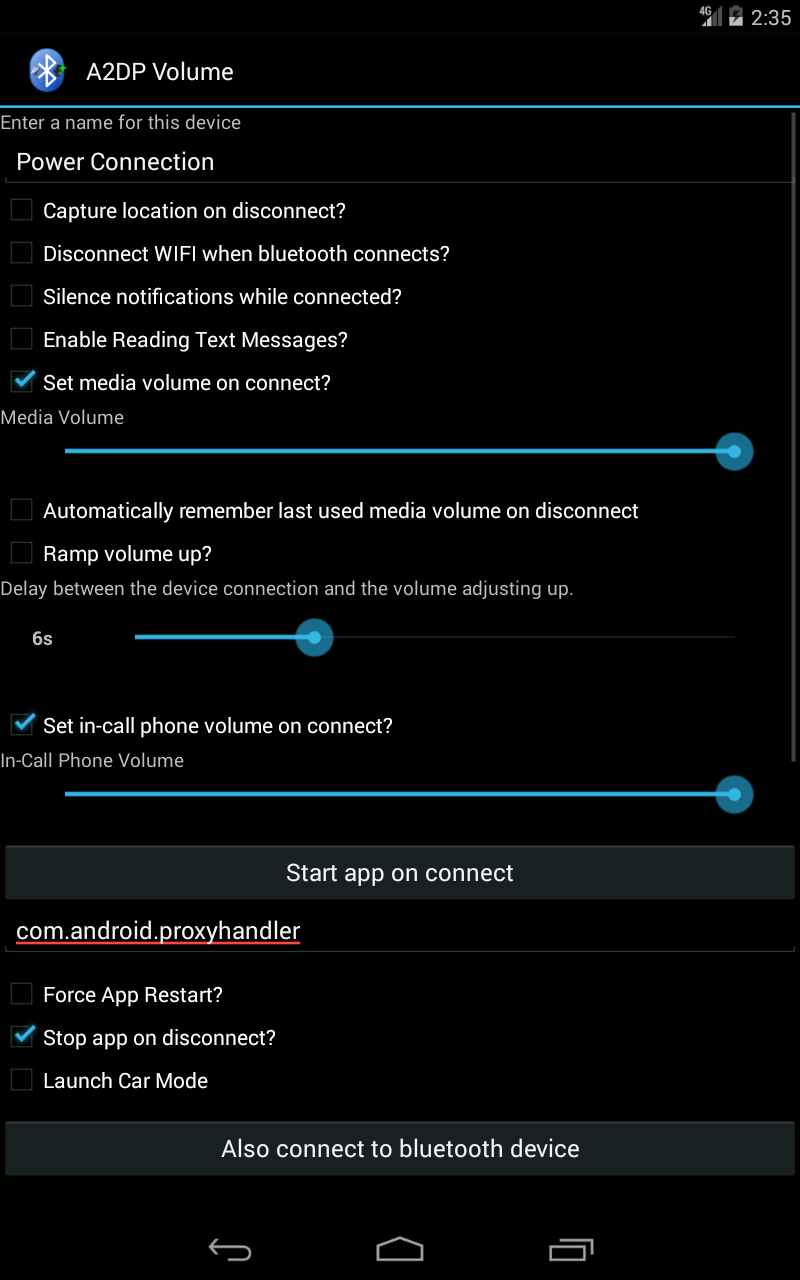 4G 2:35
A2DP Volume
Enter a name for this device
Power Connection
Capture location on disconnect?
Disconnect WIFI when bluetooth connects?
Silence notifications while connected?
Enable Reading Text Messages?
Set media volume on connect?
Media Volume
Automatically remember last used media volume on disconnect
Ramp volume up?
Delay between the device connection and the volume adjusting up.
6s
Set in-call phone volume on connect?
In-Call Phone Volume
Start app on connect
com.android.proxyhandler
Force App Restart?
Stop app on disconnect?
Launch Car Mode
Also connect to bluetooth device